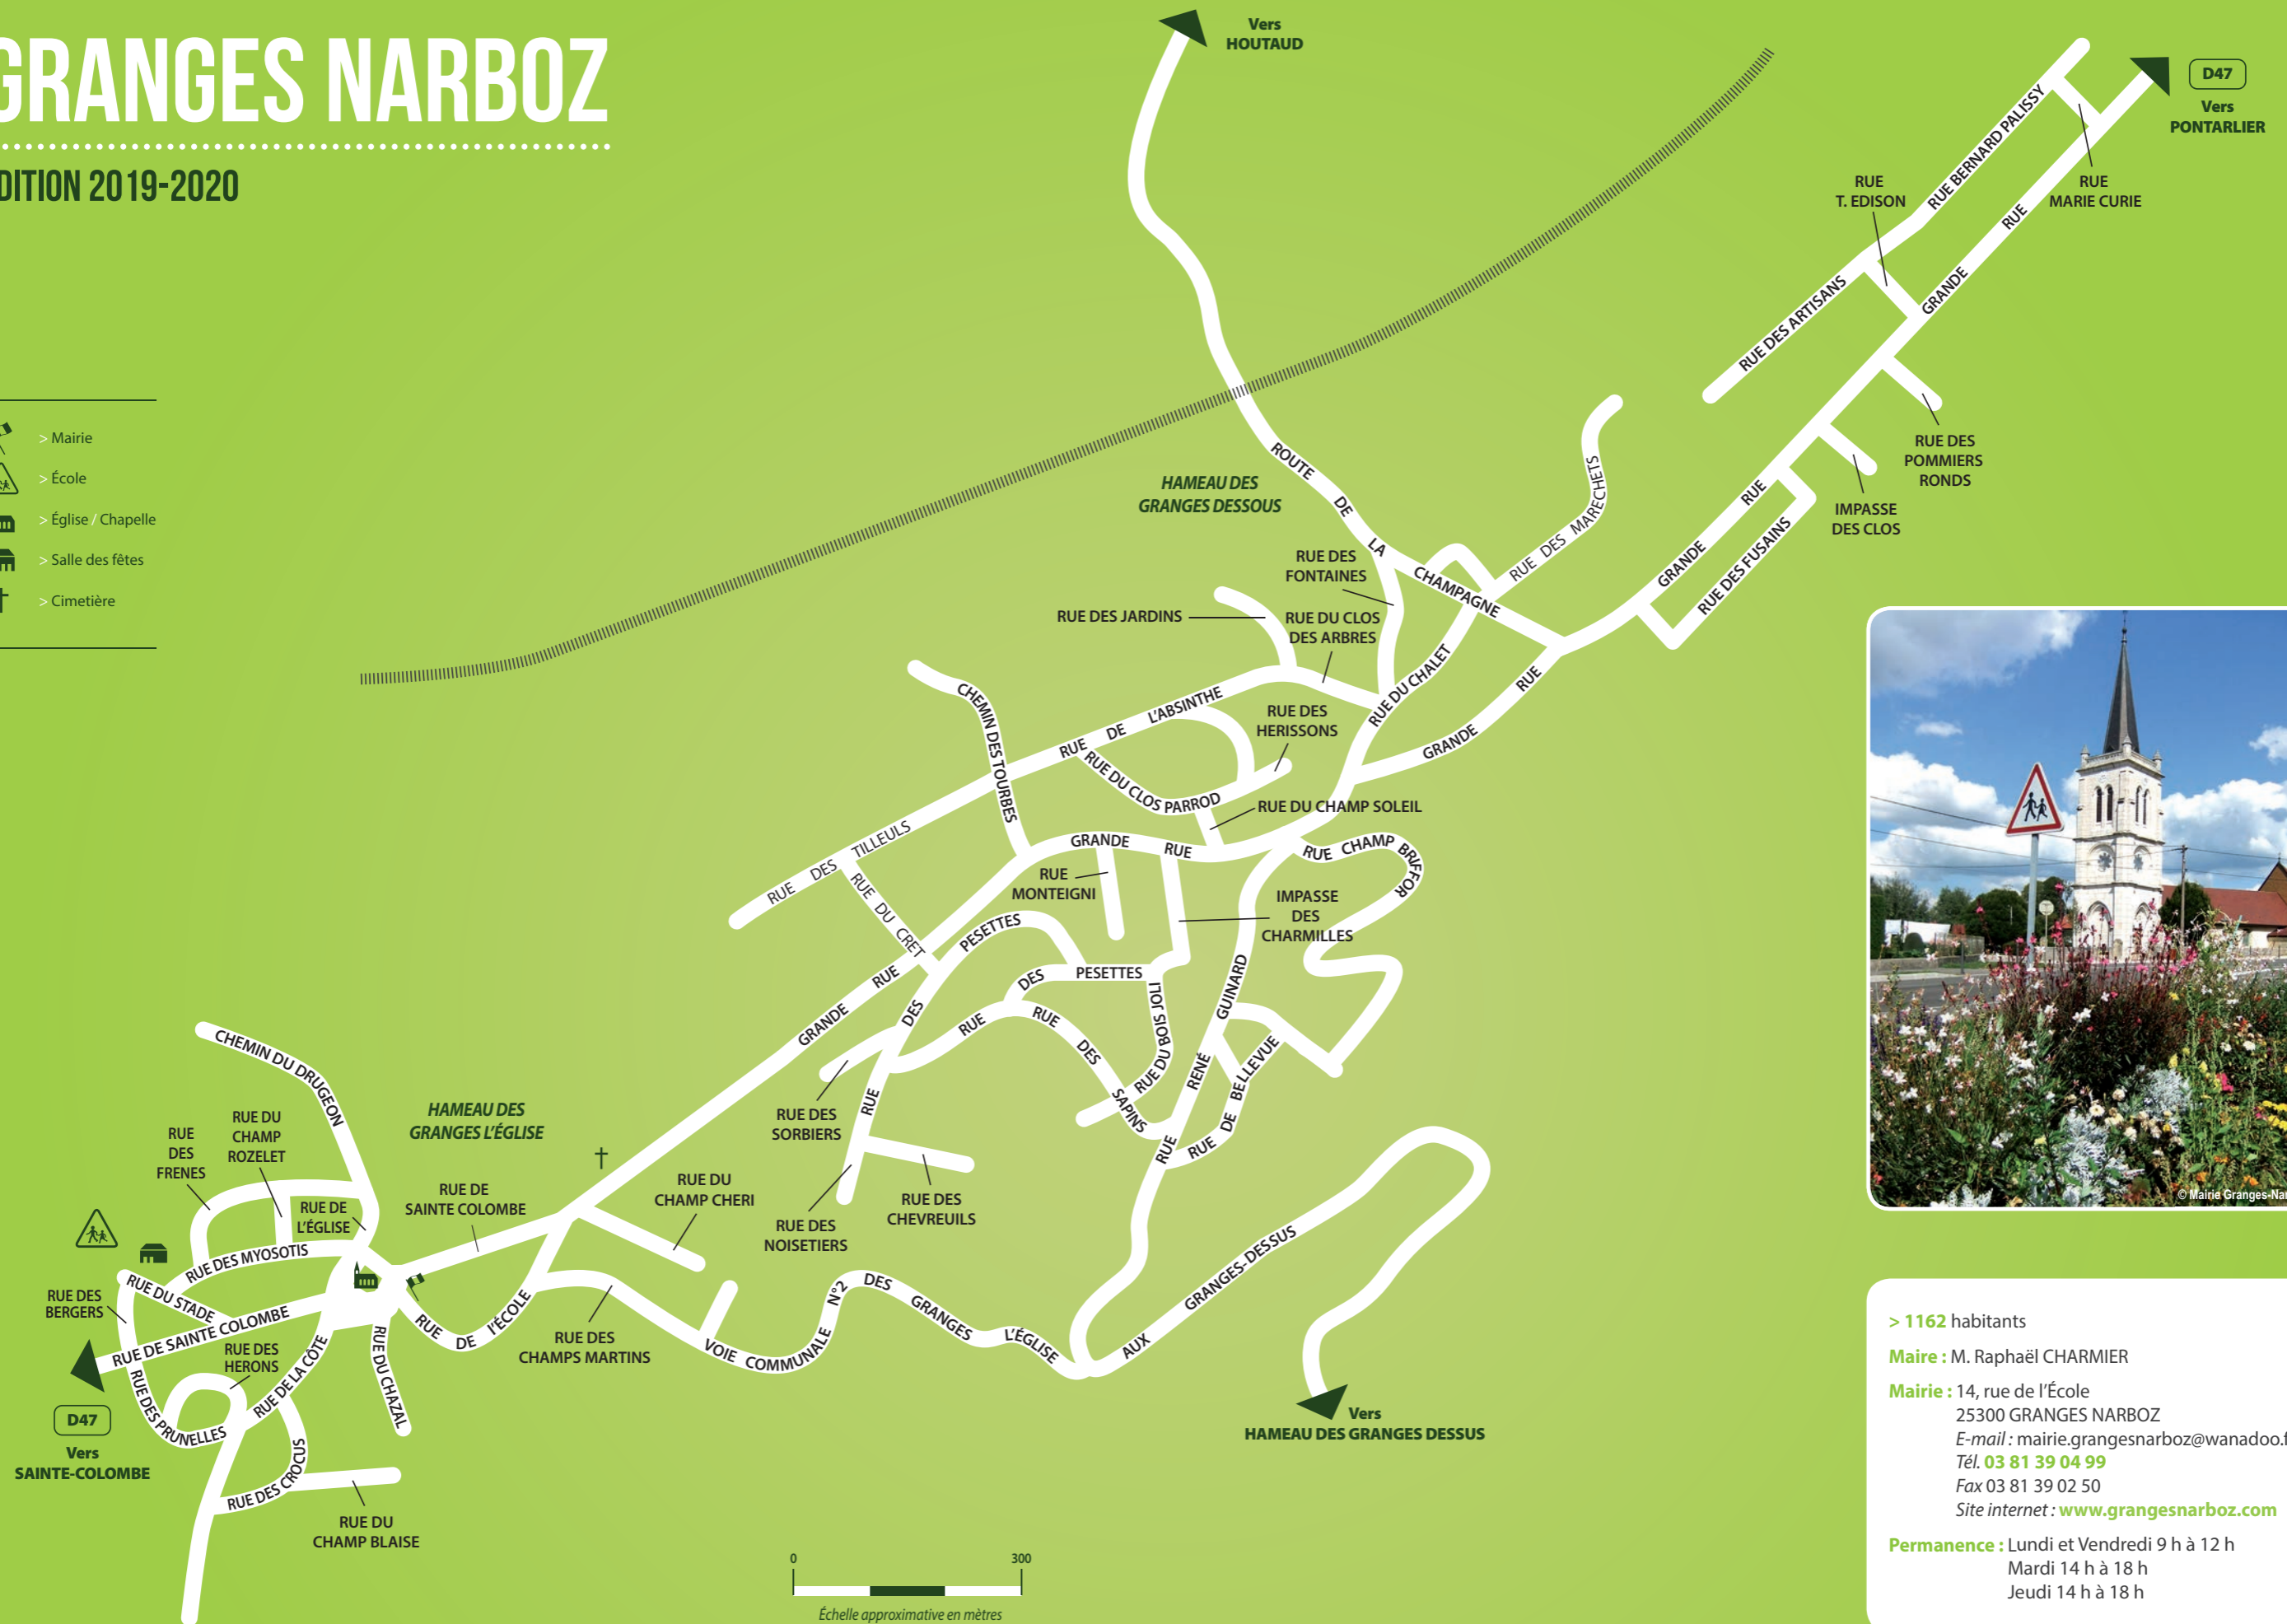 GRANGES NARBOZ
DITION 2019-2020
> Mairie
> École
> Église / Chapelle
> Salle des fêtes
> Cimetière
Vers
HOUTAUD
D47
Vers
PONTARLIER
RUE BERNARD PALISSY
RUE
T. EDISON
RUE
MARIE CURIE
GRANDE RUE
RUE DES ARTISANS
RUE DES
POMMIERS
RONDS
IMPASSE
DES CLOS
GRANDE RUE
RUE DES FUSAINS
RUE DES MARECHETS
ROUTE DE LA CHAMPAGNE
HAMEAU DES
GRANGES DESSOUS
RUE DES
FONTAINES
RUE DES JARDINS
RUE DU CLOS
DES ARBRES
RUE DU CHALET
GRANDE RUE
CHEMIN DES TOURBES
RUE DE L'ABSINTHE
RUE DES
HERISSONS
RUE DU CLOS PARROD
RUE DU CHAMP SOLEIL
RUE DES TILLEULS
RUE DU CRET
GRANDE RUE
RUE CHAMP BRIFFOR
RUE
MONTEIGNI
IMPASSE
DES
CHARMILLES
RUE DES PESETTES
RUE DES PESETTES
RUE DES SAPINS
RUE DU BOIS JOLI
RUE RENÉ GUINARD
RUE DE BELLEVUE
GRANDE RUE
RUE DES
SORBIERS
RUE DES
NOISETIERS
RUE DES
CHEVREUILS
CHEMIN DU DRUGEON
HAMEAU DES
GRANGES L'ÉGLISE
RUE
DES
FRENES
RUE DU
CHAMP
ROZELET
RUE DE
L'ÉGLISE
RUE DE
SAINTE COLOMBE
RUE DU
CHAMP CHERI
RUE DES MYOSOTIS
RUE DU STADE
RUE DES
BERGERS
RUE DE SAINTE COLOMBE
RUE DES
HERONS
RUE DE LA CÔTE
RUE DU CHAZAL
RUE DE l'ÉCOLE
RUE DES
CHAMPS MARTINS
VOIE COMMUNALE N°2 DES GRANGES L'ÉGLISE AUX GRANGES-DESSUS
RUE DES PRUNELLES
RUE DES CROCUS
RUE DU
CHAMP BLAISE
D47
Vers
SAINTE-COLOMBE
Vers
HAMEAU DES GRANGES DESSUS
0 300
Échelle approximative en mètres
© Mairie Granges-Nar
> 1162 habitants
Maire : M. Raphaël CHARMIER
Mairie : 14, rue de l'École
25300 GRANGES NARBOZ
E-mail : mairie.grangesnarboz@wanadoo.f
Tél. 03 81 39 04 99
Fax 03 81 39 02 50
Site internet : www.grangesnarboz.com
Permanence : Lundi et Vendredi 9 h à 12 h
Mardi 14 h à 18 h
Jeudi 14 h à 18 h